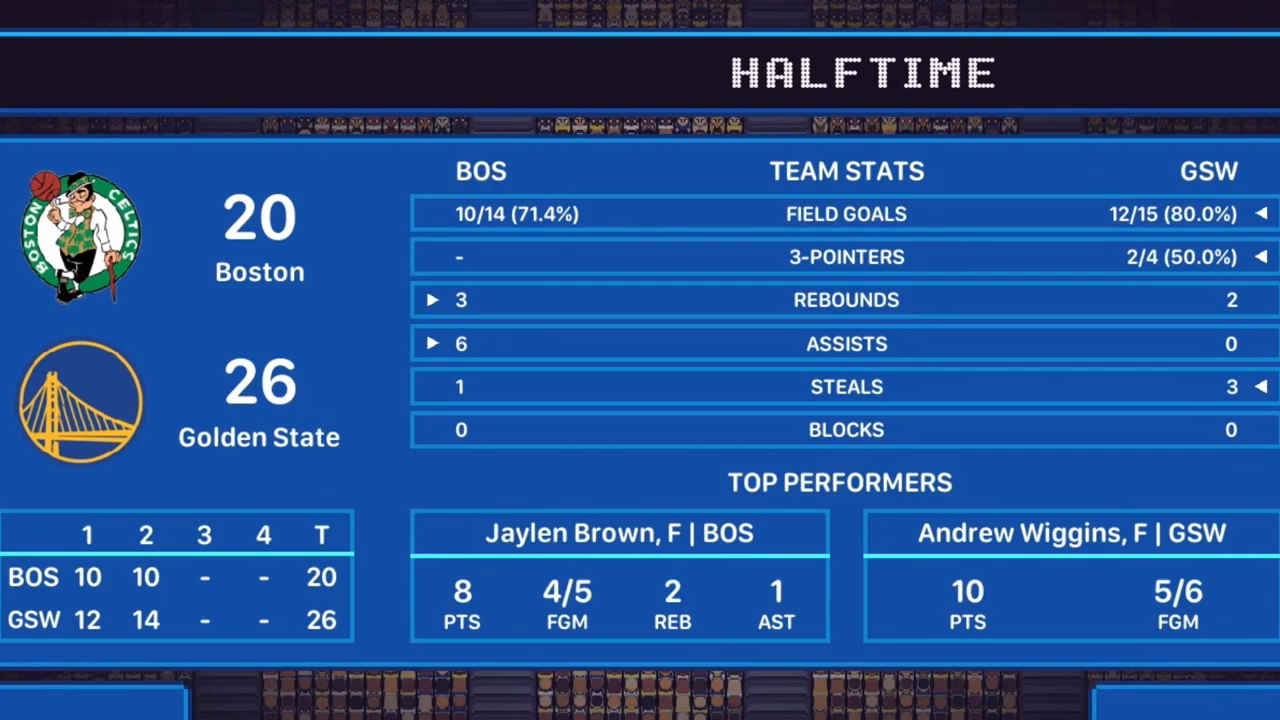 HALFTIME
BOSTON CELTICS
20
Boston
26
Golden State
BOS TEAM STATS GSW
10/14 (71.4%) FIELD GOALS 12/15 (80.0%)
- 3-POINTERS 2/4 (50.0%)
3 REBOUNDS 2
6 ASSISTS 0
1 STEALS 3
0 BLOCKS 0
1 2 3 4 T
BOS 10 10 - - 20
GSW 12 14 - - 26
TOP PERFORMERS
Jaylen Brown, F | BOS
8 4/5 2 1
PTS FGM REB AST
Andrew Wiggins, F | GSW
10 5/6
PTS FGM